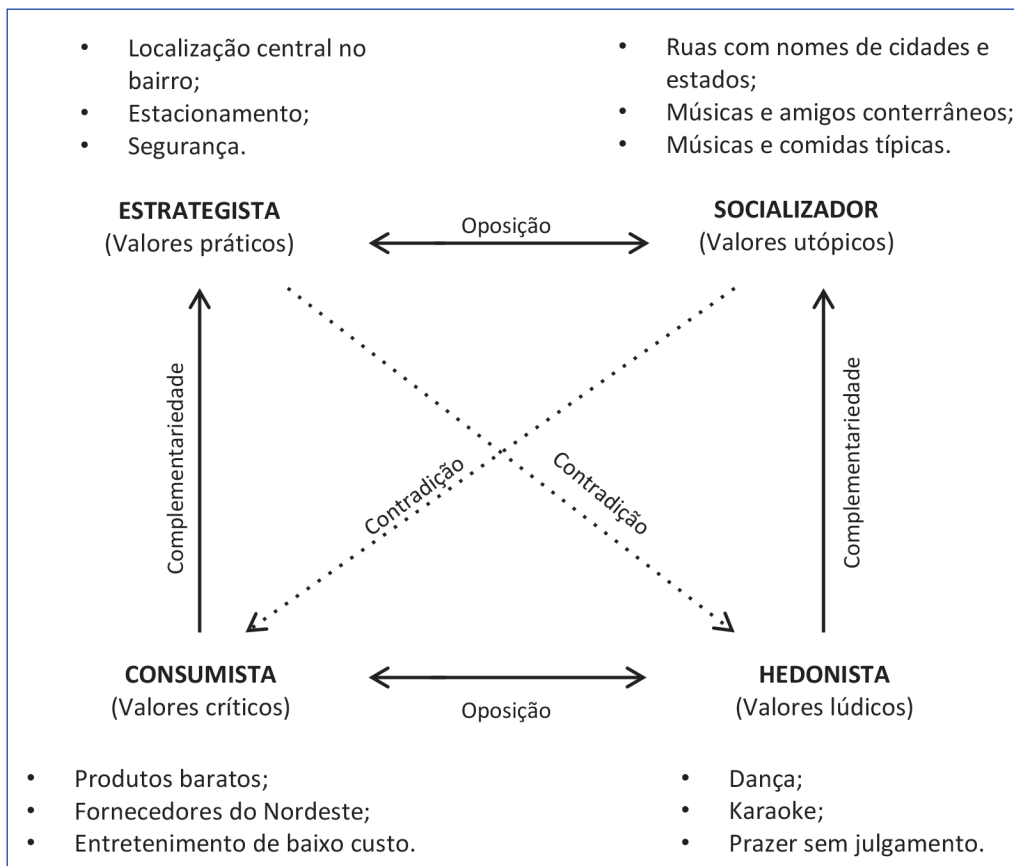 • Localização central no
bairro;
• Estacionamento;
• Segurança.
• Ruas com nomes de cidades e
estados;
• Músicas e amigos conterrâneos;
• Músicas e comidas típicas.
ESTRATEGISTA
(Valores práticos)
Oposição
SOCIALIZADOR
(Valores utópicos)
Complementariedade
Contradição
Contradição
Complementariedade
CONSUMISTA
(Valores críticos)
Oposição
HEDONISTA
(Valores lúdicos)
• Produtos baratos;
• Fornecedores do Nordeste;
• Entretenimento de baixo custo.
• Dança;
• Karaoke;
• Prazer sem julgamento.